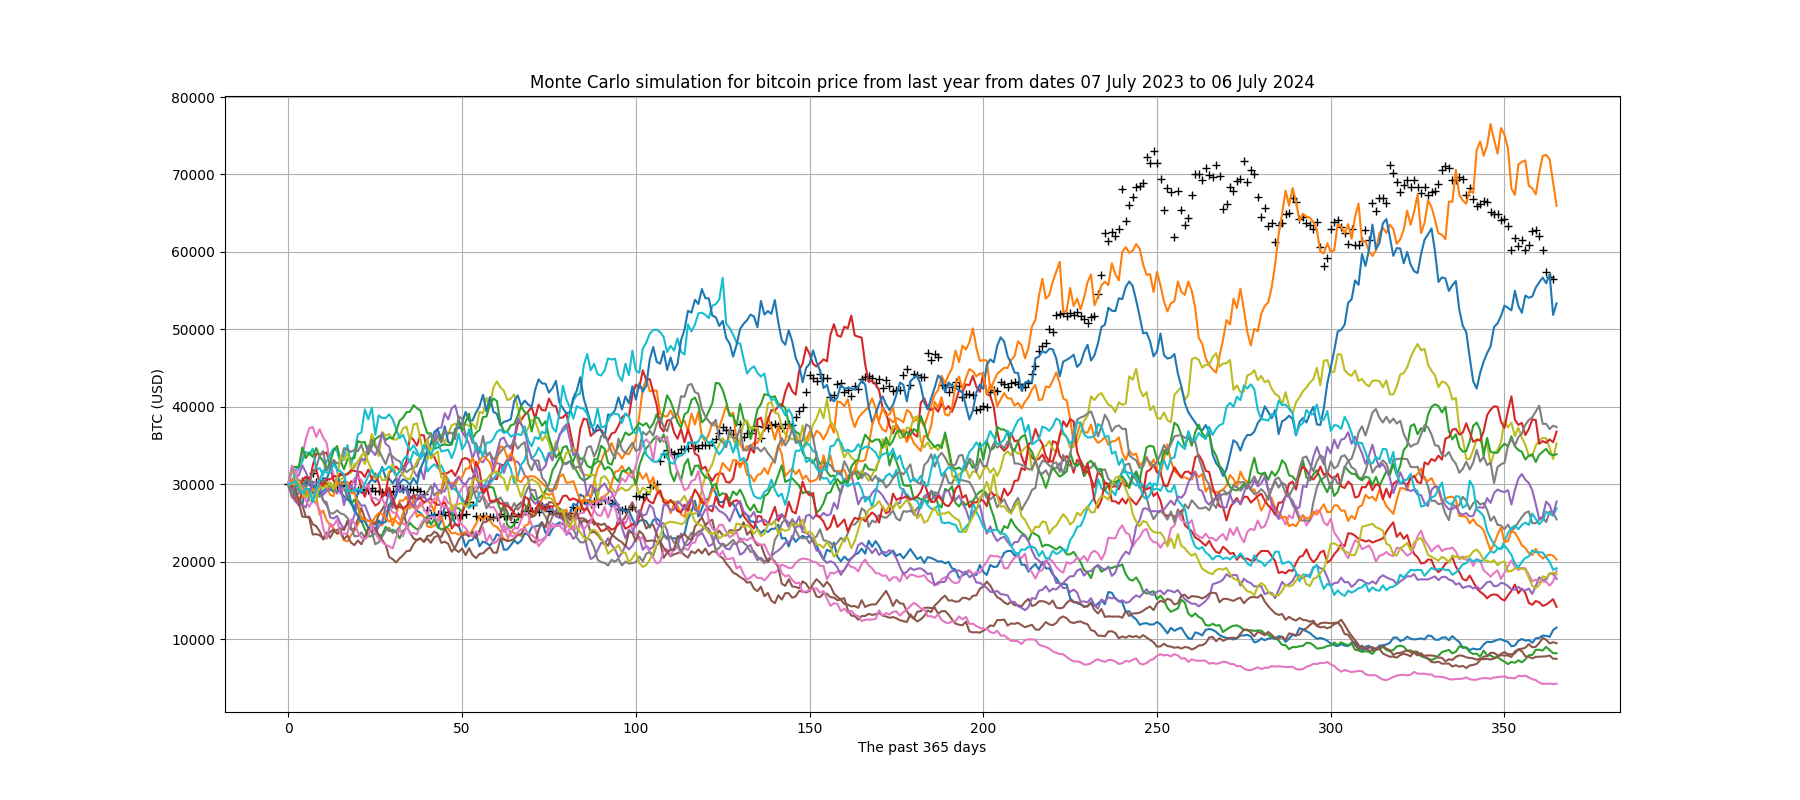 Monte Carlo simulation for bitcoin price from last year from dates 07 July 2023 to 06 July 2024
80000
70000
60000
50000
40000
30000
20000
10000
BTC (USD)
0 50 100 150 200 250 300 350
The past 365 days